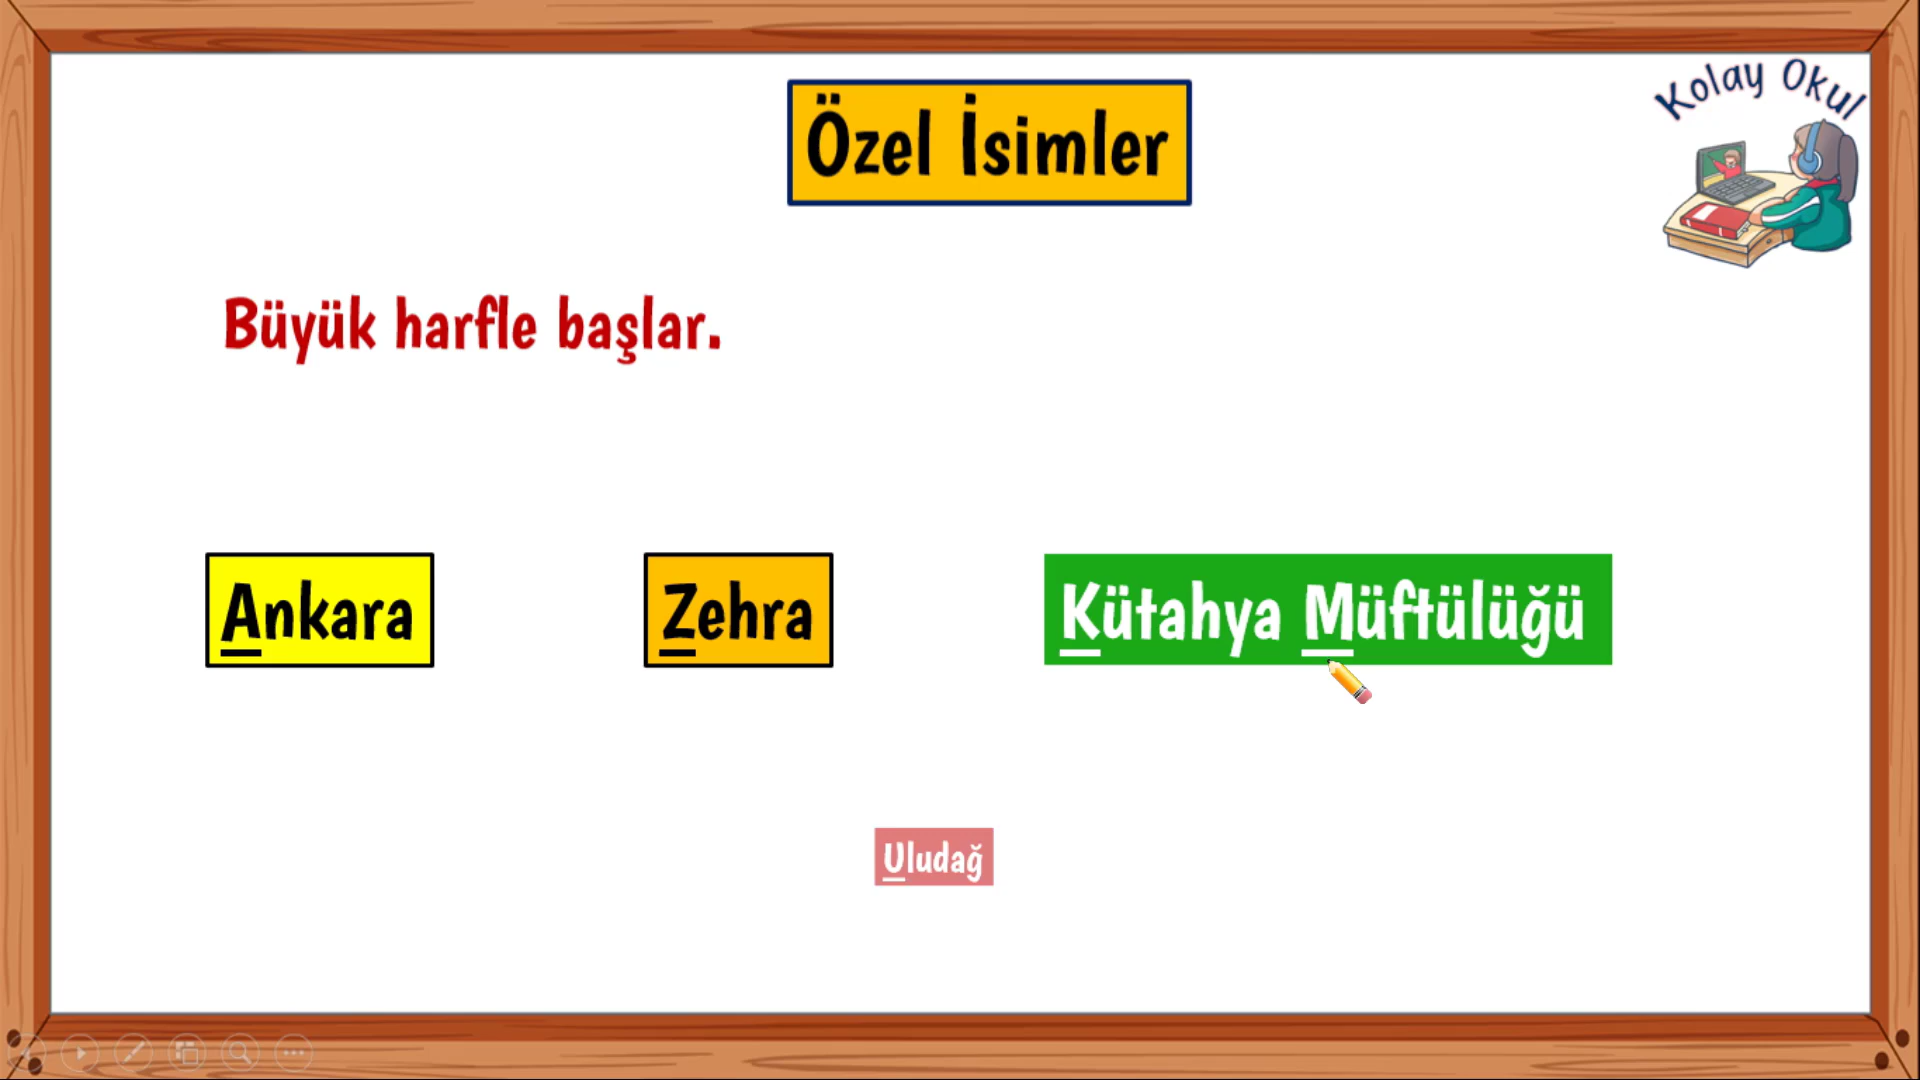 Özel İsimler
Kolay Okul
Büyük harfle başlar.
Ankara
Zehra
Kütahya Müftülüğü
Uludağ